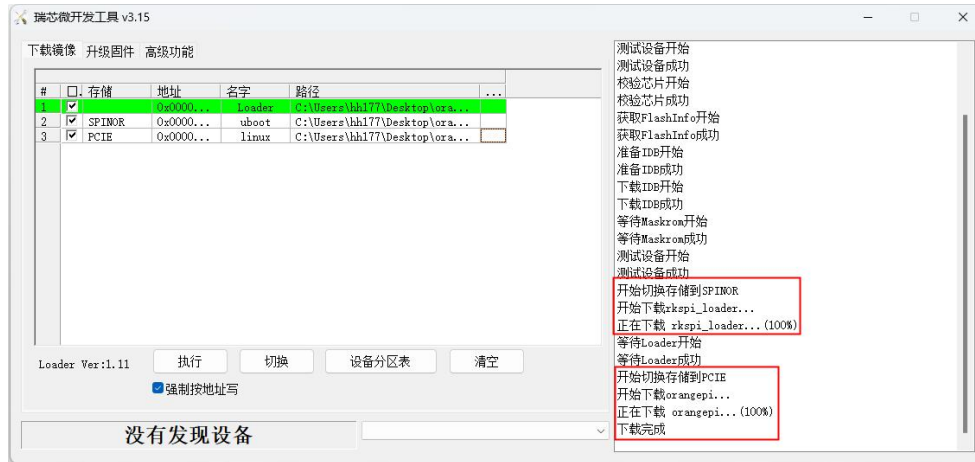 瑞芯微开发工具 v3.15
下载镜像 升级固件 高级功能
# 存储 地址 名字 路径 ...
1 0x0000... Loader C:\Users\hh177\Desktop\ora...
2 SPINOR 0x0000... uboot C:\Users\hh177\Desktop\ora...
3 PCIE 0x0000... linux C:\Users\hh177\Desktop\ora...
Loader Ver:1.11 执行 切换 设备分区表 清空
强制按地址写
没有发现设备
测试设备开始
测试设备成功
校验芯片开始
校验芯片成功
获取FlashInfo开始
获取FlashInfo成功
准备IDB开始
准备IDB成功
下载IDB开始
下载IDB成功
等待Maskrom开始
等待Maskrom成功
测试设备开始
测试设备成功
开始切换存储到SPINOR
开始下载rkspi_loader...
正在下载 rkspi_loader...(100%)
等待Loader开始
等待Loader成功
开始切换存储到PCIE
开始下载orangepi...
正在下载 orangepi...(100%)
下载完成